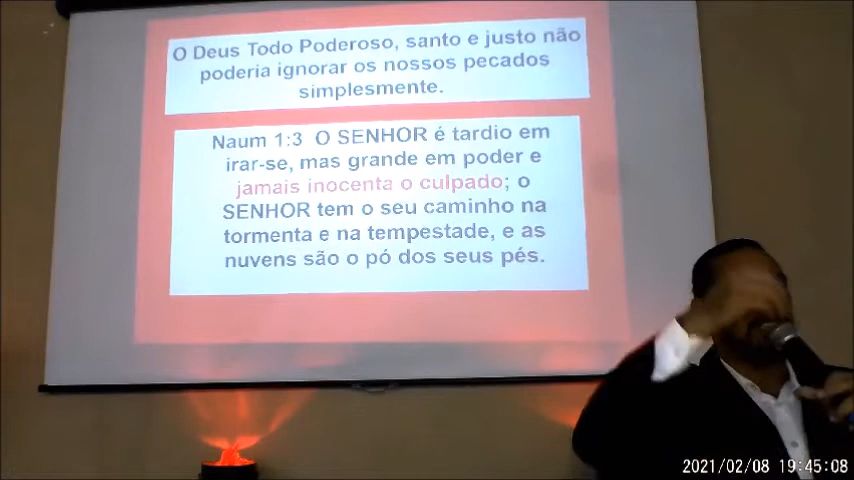 O Deus Todo Poderoso, santo e justo não
poderia ignorar os nossos pecados
simplesmente.
Naum 1:3 O SENHOR é tardio em
irar-se, mas grande em poder e
jamais inocenta o culpado; o
SENHOR tem o seu caminho na
tormenta e na tempestade, e as
nuvens são o pó dos seus pés.
2021/02/08 19:45:08